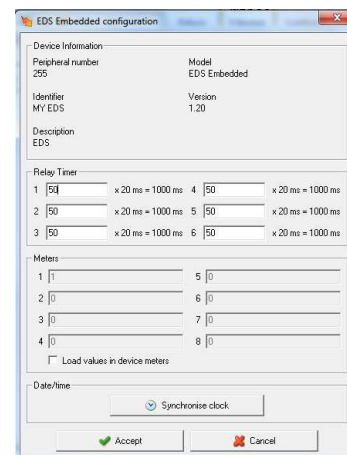 EDS Embedded configuration
Device Information
Peripheral number Model
255 EDS Embedded
Identifier Version
MY EDS 1.20
Description
EDS
Relay Timer
1 50 x 20 ms = 1000 ms 4 50 x 20 ms = 1000 ms
2 50 x 20 ms = 1000 ms 5 50 x 20 ms = 1000 ms
3 50 x 20 ms = 1000 ms 6 50 x 20 ms = 1000 ms
Meters
1 1 5 0
2 0 6 0
3 0 7 0
4 0 8 0
Load values in device meters
Date/time
Synchronise clock
Accept Cancel